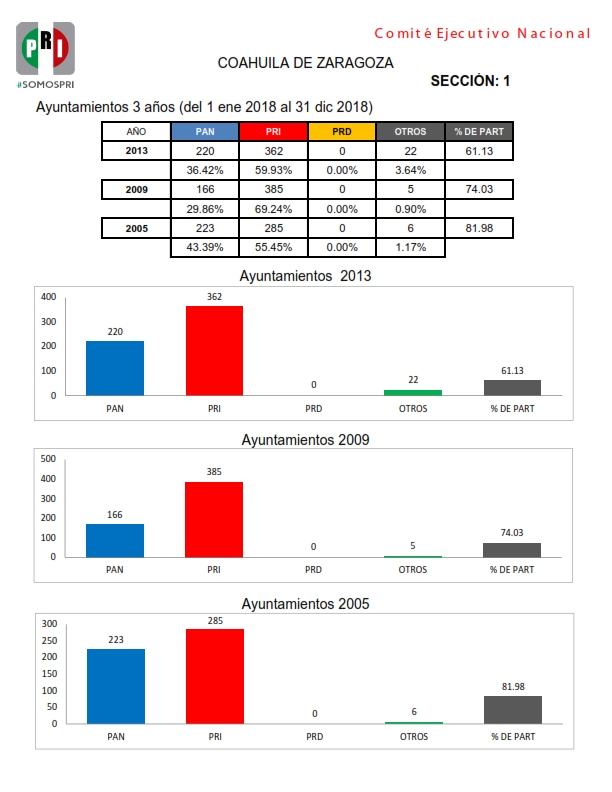 Comité Ejecutivo Nacional
PRI
#SOMOSPRI
COAHUILA DE ZARAGOZA
SECCIÓN: 1
Ayuntamientos 3 años (del 1 ene 2018 al 31 dic 2018)
AÑO PAN PRI PRD OTROS % DE PART
2013 220 362 0 22 61.13
36.42% 59.93% 0.00% 3.64%
2009 166 385 0 5 74.03
29.86% 69.24% 0.00% 0.90%
2005 223 285 0 6 81.98
43.39% 55.45% 0.00% 1.17%
Ayuntamientos 2013
400
300
200
100
0
220
362
0
22
61.13
PAN PRI PRD OTROS % DE PART
Ayuntamientos 2009
500
400
300
200
100
0
166
385
0
5
74.03
PAN PRI PRD OTROS % DE PART
Ayuntamientos 2005
300
250
200
150
100
50
0
223
285
0
6
81.98
PAN PRI PRD OTROS % DE PART